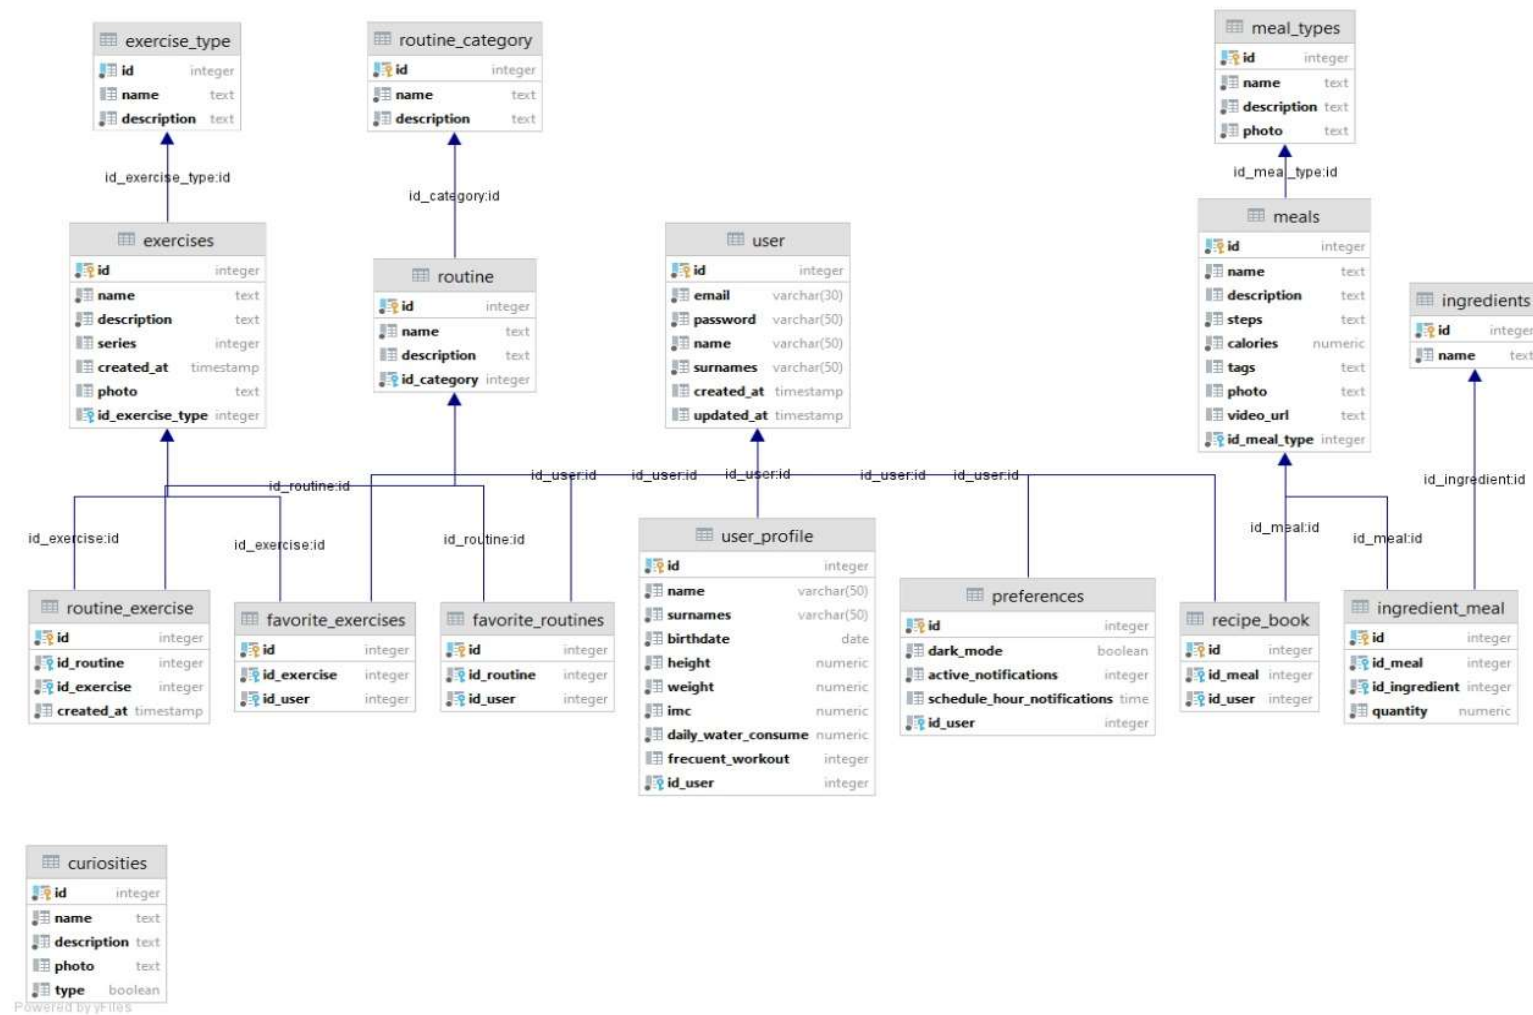 exercise_type
id integer
name text
description text
routine_category
id integer
name text
description text
meal_types
id integer
name text
description text
photo text
id_exercise_type:id
id_category:id
id_meal_type:id
exercises
id integer
name text
description text
series integer
created_at timestamp
photo text
id_exercise_type integer
routine
id integer
name text
description text
id_category integer
user
id integer
email varchar(30)
password varchar(50)
name varchar(50)
surnames varchar(50)
created_at timestamp
updated_at timestamp
meals
id integer
name text
description text
steps text
calories numeric
tags text
photo text
video_url text
id_meal_type integer
ingredients
id integer
name text
id_routine:id
id_user:id
id_user:id
id_user:id
id_user:id
id_user:id
id_ingredient:id
id_exercise:id
id_exercise:id
id_routine:id
id_meal:id
id_meal:id
routine_exercise
id integer
id_routine integer
id_exercise integer
created_at timestamp
favorite_exercises
id integer
id_exercise integer
id_user integer
favorite_routines
id integer
id_routine integer
id_user integer
user_profile
id integer
name varchar(50)
surnames varchar(50)
birthdate date
height numeric
weight numeric
imc numeric
daily_water_consume numeric
frecuent_workout integer
id_user integer
preferences
id integer
dark_mode boolean
active_notifications integer
schedule_hour_notifications time
id_user integer
recipe_book
id integer
id_meal integer
id_user integer
ingredient_meal
id integer
id_meal integer
id_ingredient integer
quantity numeric
curiosities
id integer
name text
description text
photo text
type boolean
Powered by yFiles